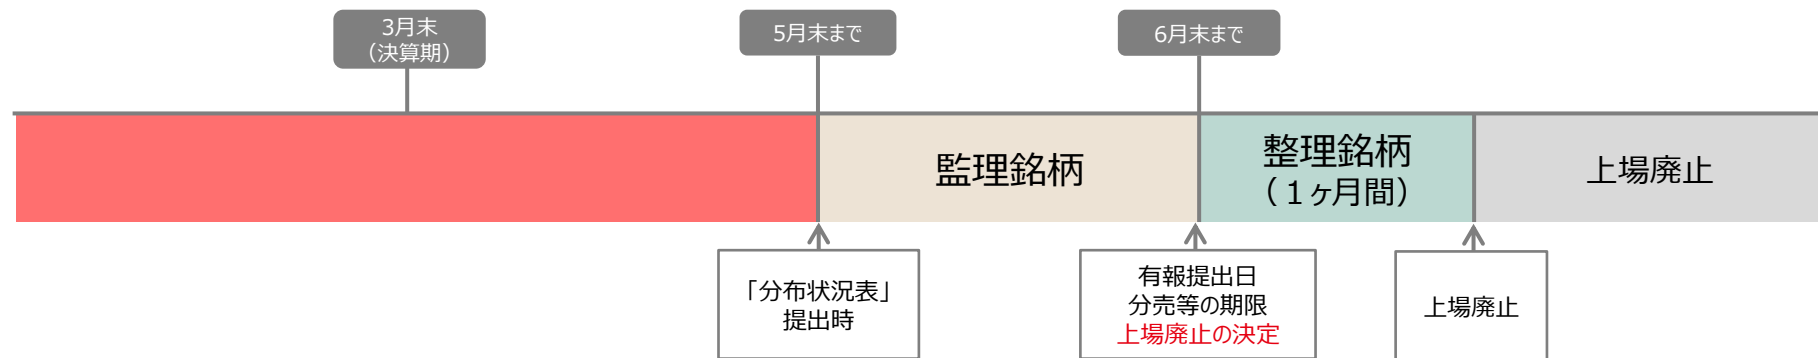 3月末
（決算期）
5月末まで
6月末まで
監理銘柄
整理銘柄
（１ヶ月間）
上場廃止
「分布状況表」
提出時
有報提出日
分売等の期限
上場廃止の決定
上場廃止